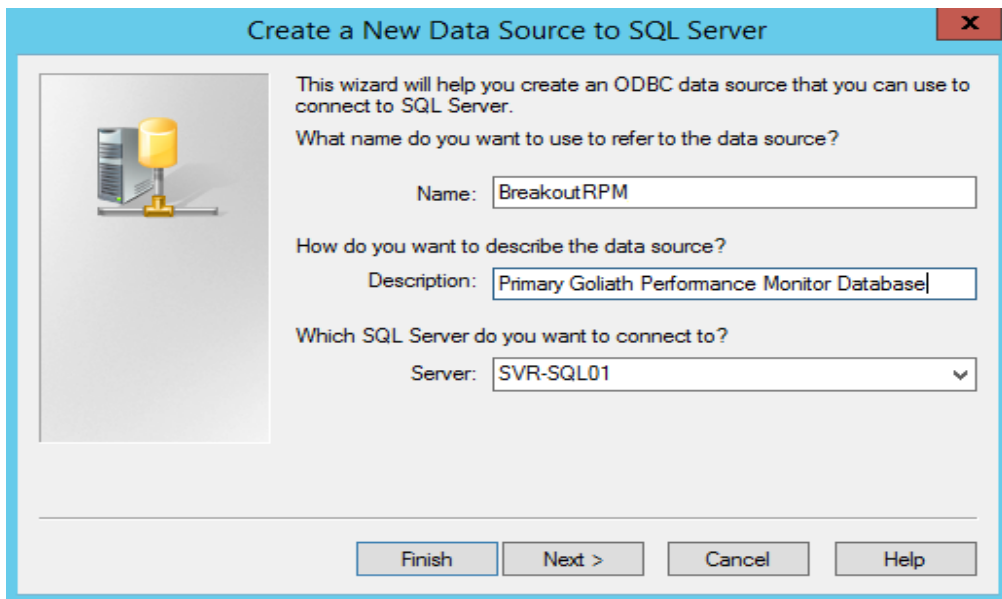 Create a New Data Source to SQL Server
x
This wizard will help you create an ODBC data source that you can use to
connect to SQL Server.
What name do you want to use to refer to the data source?
Name: BreakoutRPM
How do you want to describe the data source?
Description: Primary Goliath Performance Monitor Database
Which SQL Server do you want to connect to?
Server: SVR-SQL01
Finish Next > Cancel Help